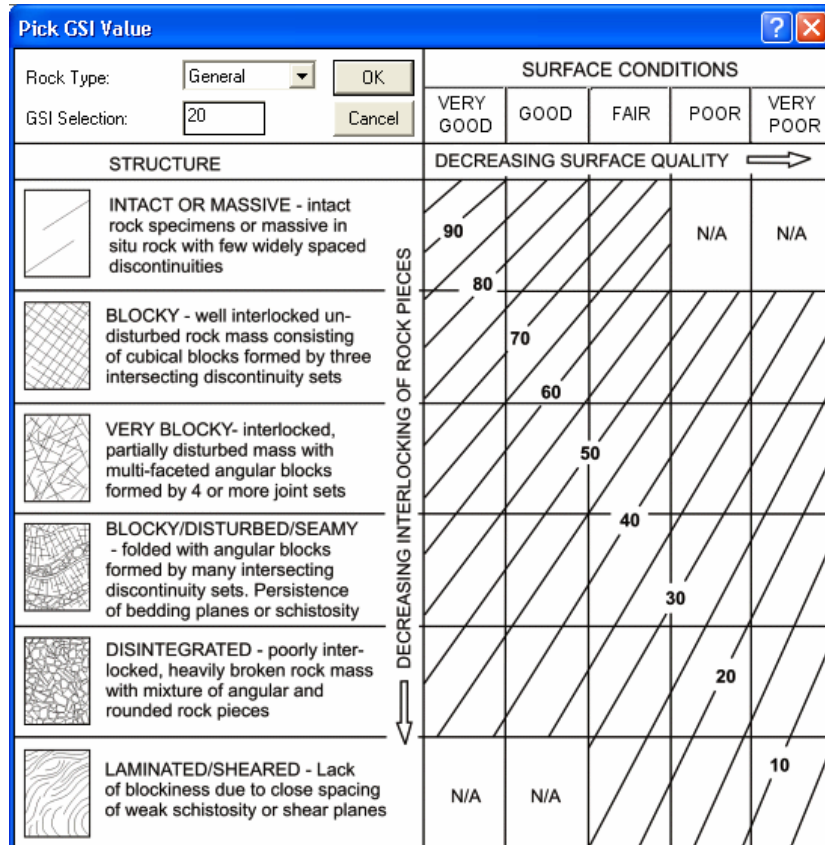 Pick GSI Value
Rock Type:
General
OK
GSI Selection:
20
Cancel
SURFACE CONDITIONS
VERY
GOOD
GOOD
FAIR
POOR
VERY
POOR
STRUCTURE
DECREASING SURFACE QUALITY
DECREASING INTERLOCKING OF ROCK PIECES
INTACT OR MASSIVE - intact
rock specimens or massive in
situ rock with few widely spaced
discontinuities
90
N/A
N/A
80
BLOCKY - well interlocked un-
disturbed rock mass consisting
of cubical blocks formed by three
intersecting discontinuity sets
70
60
VERY BLOCKY- interlocked,
partially disturbed mass with
multi-faceted angular blocks
formed by 4 or more joint sets
50
BLOCKY/DISTURBED/SEAMY
- folded with angular blocks
formed by many intersecting
discontinuity sets. Persistence
of bedding planes or schistosity
40
30
DISINTEGRATED - poorly inter-
locked, heavily broken rock mass
with mixture of angular and
rounded rock pieces
20
LAMINATED/SHEARED - Lack
of blockiness due to close spacing
of weak schistosity or shear planes
N/A
N/A
10